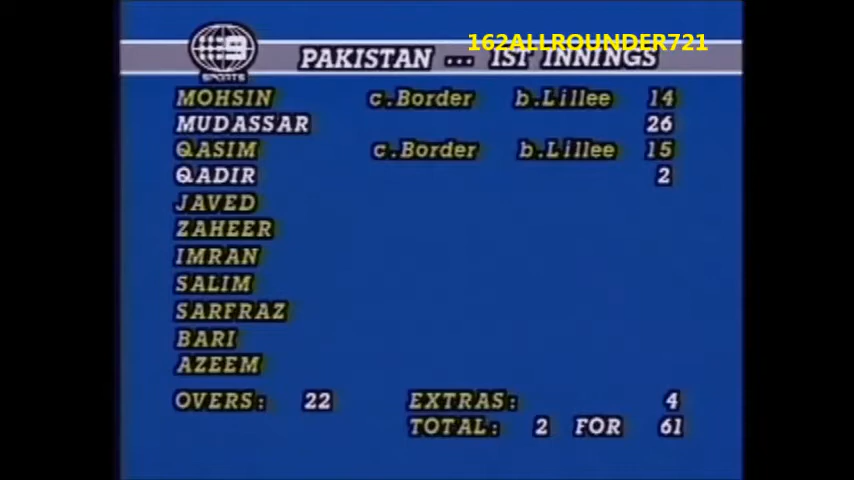 9
SPORTS
162ALLROUNDER721
PAKISTAN ... IST INNINGS
MOHSIN c.Border b.Lillee 14
MUDASSAR 26
QASIM c.Border b.Lillee 15
QADIR 2
JAVED
ZAHEER
IMRAN
SALIM
SARFRAZ
BARI
AZEEM
OVERS: 22 EXTRAS: 4
TOTAL: 2 FOR 61